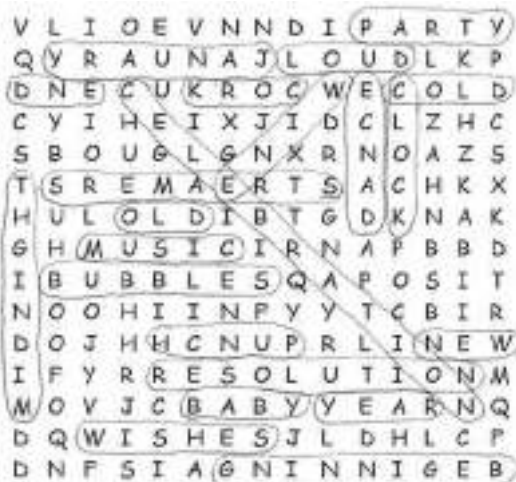 V L I O E V N N D I P A R T Y
Q Y R A U N A J L O U D L K P
D N E C U K R O C W E C O L D
C Y I H E I X J I D C L Z H C
S B O U G L G N X R N O A Z S
T S R E M A E R T S A C H K X
H U L O L D I B T G D K N A K
G H M U S I C I R N A P B B D
I B U B B L E S Q A P O S I T
N O O H I I N P Y Y T C B I R
D O J H H C N U P R L I N E W
I F Y R R E S O L U T I O N M
M O V J C B A B Y Y E A R N Q
D Q W I S H E S J L D H L C P
D N F S I A G N I N N I G E B